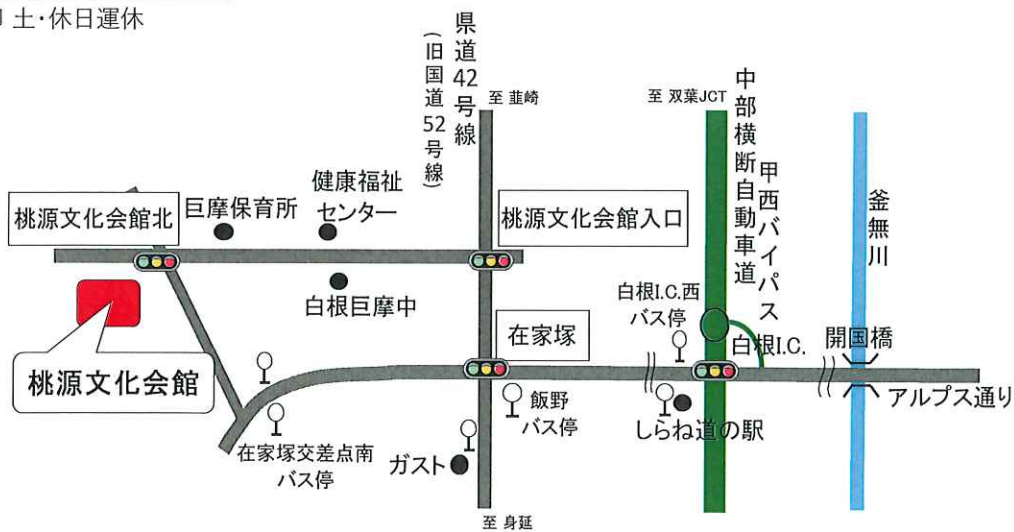 土・休日運休
県道42号線
(旧国道52号線)
至 韮崎
至 双葉JCT
中部横断自動車道
甲西バイパス
釜無川
桃源文化会館北
巨摩保育所
健康福祉
センター
桃源文化会館入口
白根巨摩中
白根I.C.西
バス停
在家塚
白根I.C.
開国橋
桃源文化会館
飯野
バス停
しらね道の駅
アルプス通り
在家塚交差点南
バス停
ガスト
至 身延